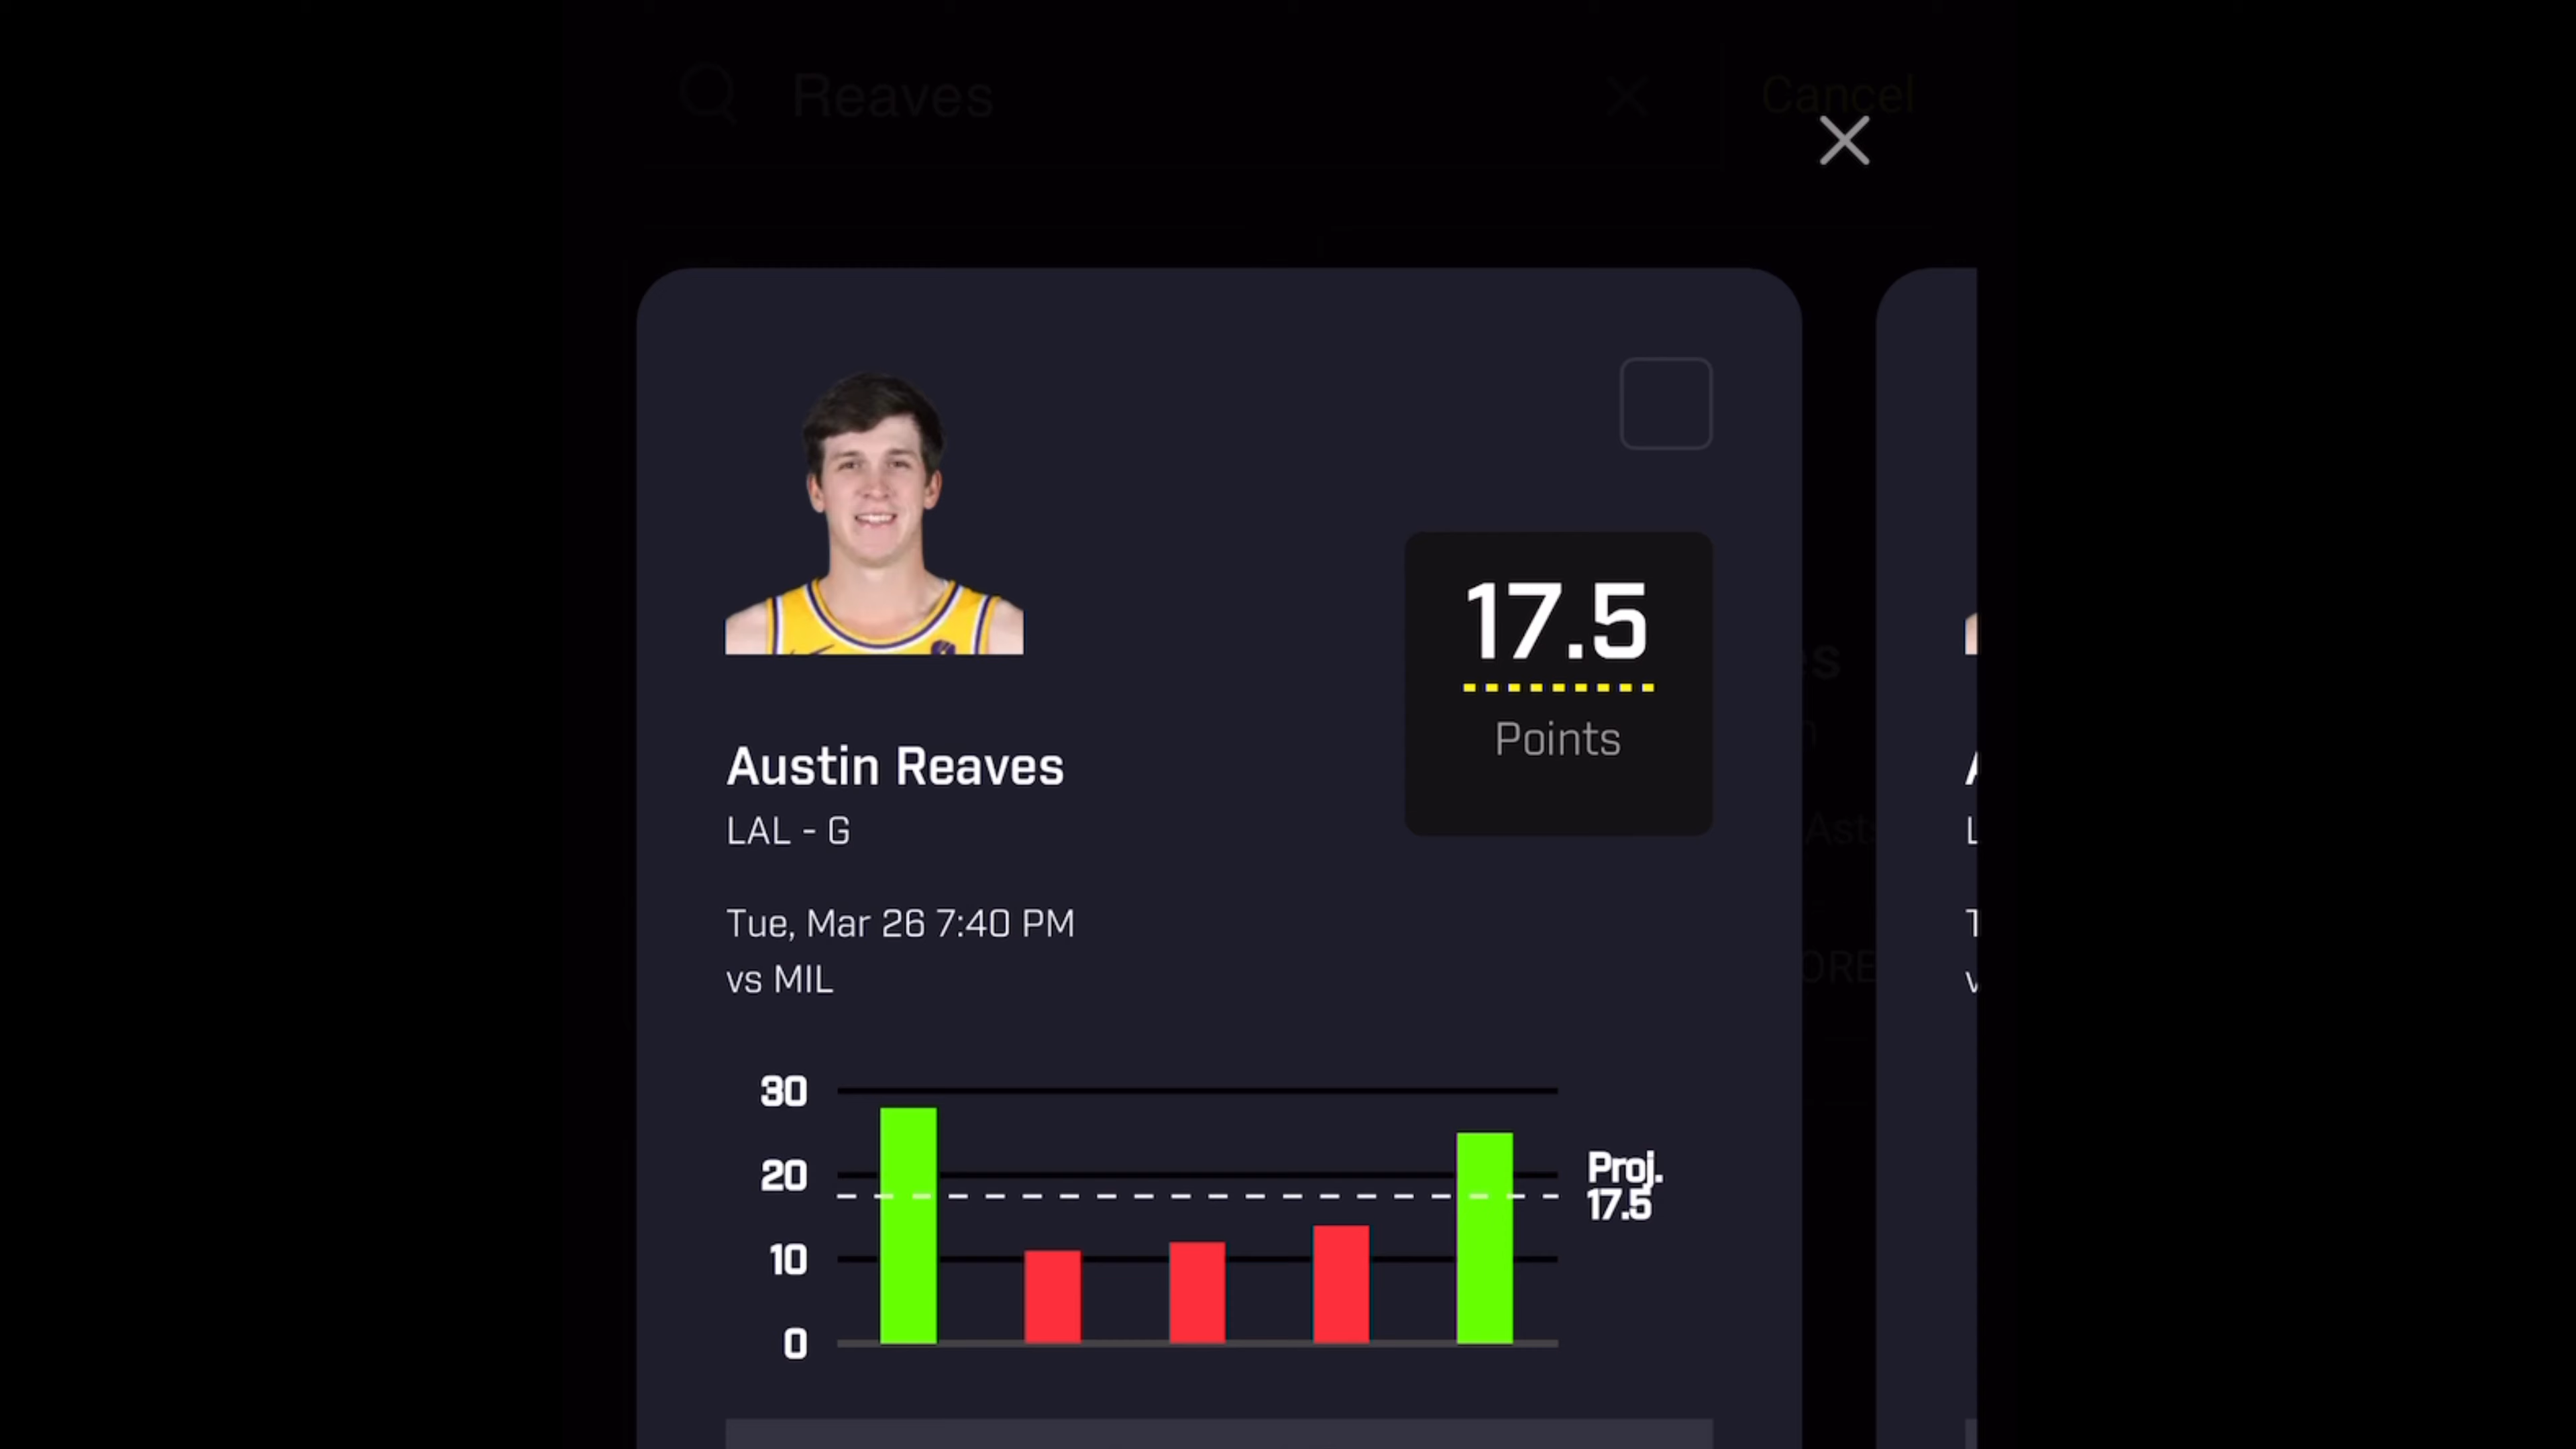 Reaves
Cancel
17.5
Points
Austin Reaves
LAL - G
Tue, Mar 26 7:40 PM
vs MIL
30
20
10
0
Proj.
17.5